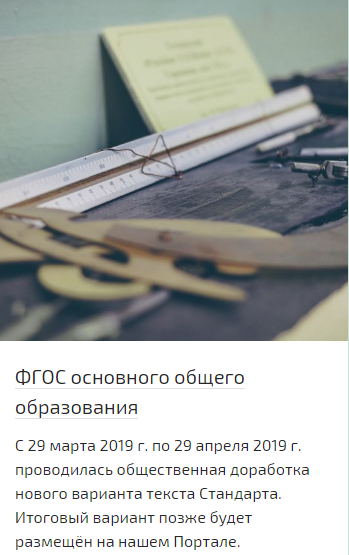 ФГОС основного общего
образования
С 29 марта 2019 г. по 29 апреля 2019 г.
проводилась общественная доработка
нового варианта текста Стандарта.
Итоговый вариант позже будет
размещён на нашем Портале.